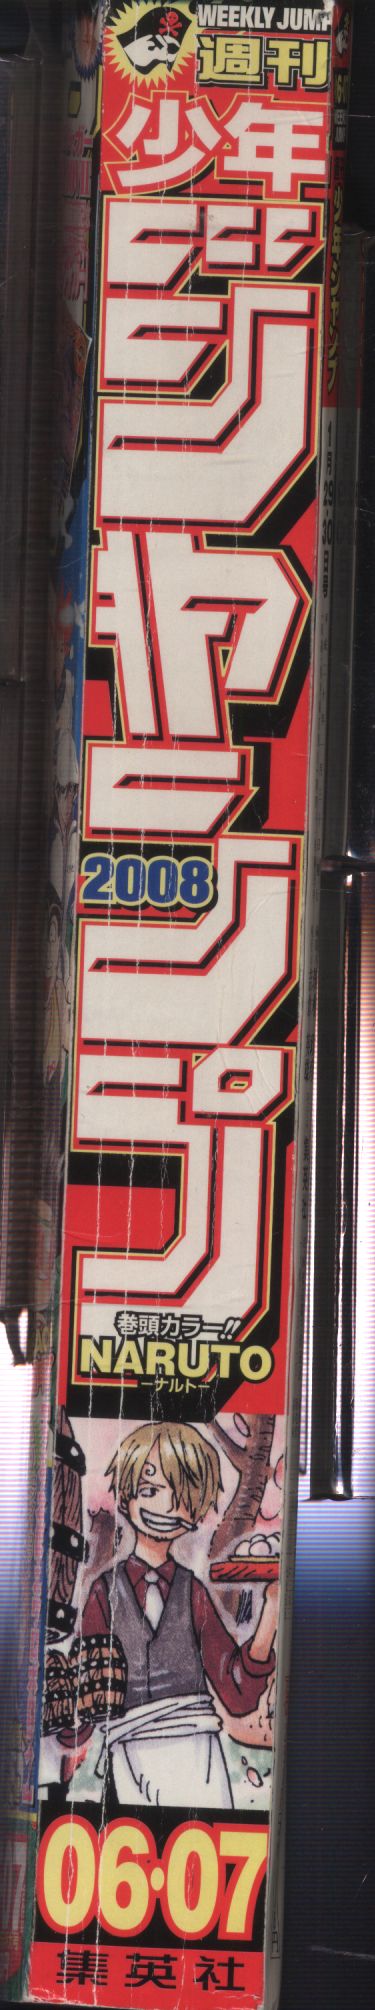 WEEKLY JUMP
週刊
少年
ジャンプ
2008
巻頭カラー!!
NARUTO
ーナルトー
06・07
集英社